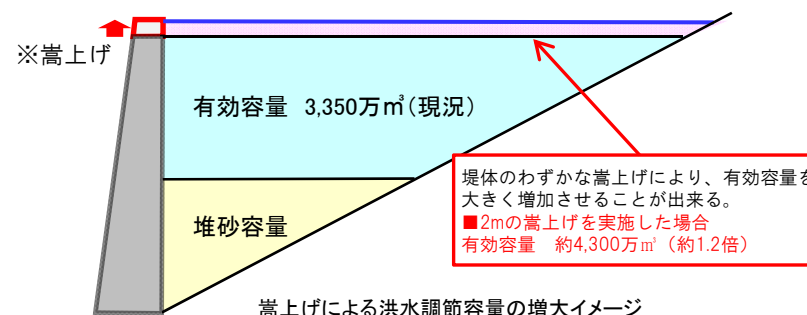 ※嵩上げ
有効容量 3,350万㎥(現況)
堤体のわずかな嵩上げにより、有効容量を
大きく増加させることが出来る。
■2mの嵩上げを実施した場合
有効容量 約4,300万㎥（約1.2倍）
堆砂容量
嵩上げによる洪水調節容量の増大イメージ